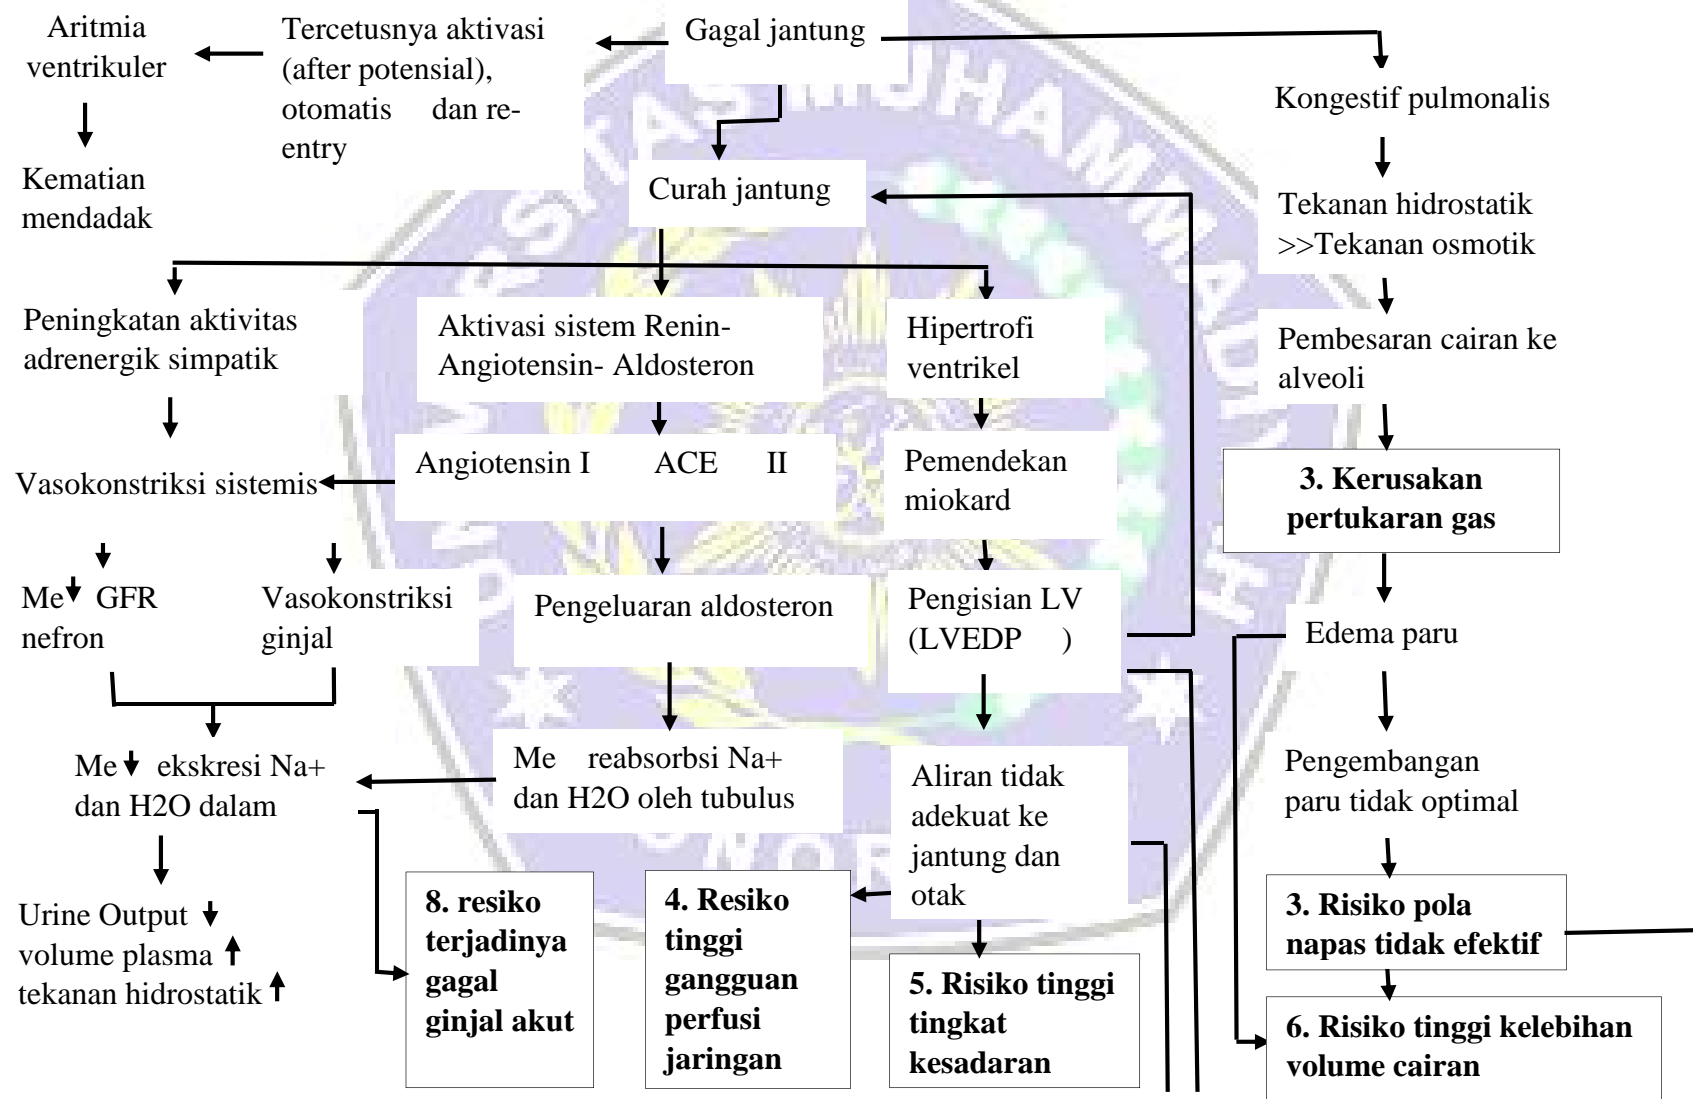 Aritmia
ventrikuler
Tercetusnya aktivasi
(after potensial),
otomatis dan re-
entry
Gagal jantung
Kongestif pulmonalis
Kematian
mendadak
Curah jantung
Tekanan hidrostatik
>>Tekanan osmotik
Peningkatan aktivitas
adrenergik simpatik
Aktivasi sistem Renin-
Angiotensin- Aldosteron
Hipertrofi
ventrikel
Pembesaran cairan ke
alveoli
Vasokonstriksi sistemis
Angiotensin I ACE II
Pemendekan
miokard
3. Kerusakan
pertukaran gas
Me GFR
nefron
Vasokonstriksi
ginjal
Pengeluaran aldosteron
Pengisian LV
(LVEDP )
Edema paru
Me ekskresi Na+
dan H2O dalam
Me reabsorbsi Na+
dan H2O oleh tubulus
Aliran tidak
adekuat ke
jantung dan
otak
Pengembangan
paru tidak optimal
Urine Output
volume plasma
tekanan hidrostatik
8. resiko
terjadinya
gagal
ginjal akut
4. Resiko
tinggi
gangguan
perfusi
jaringan
5. Risiko tinggi
tingkat
kesadaran
3. Risiko pola
napas tidak efektif
6. Risiko tinggi kelebihan
volume cairan